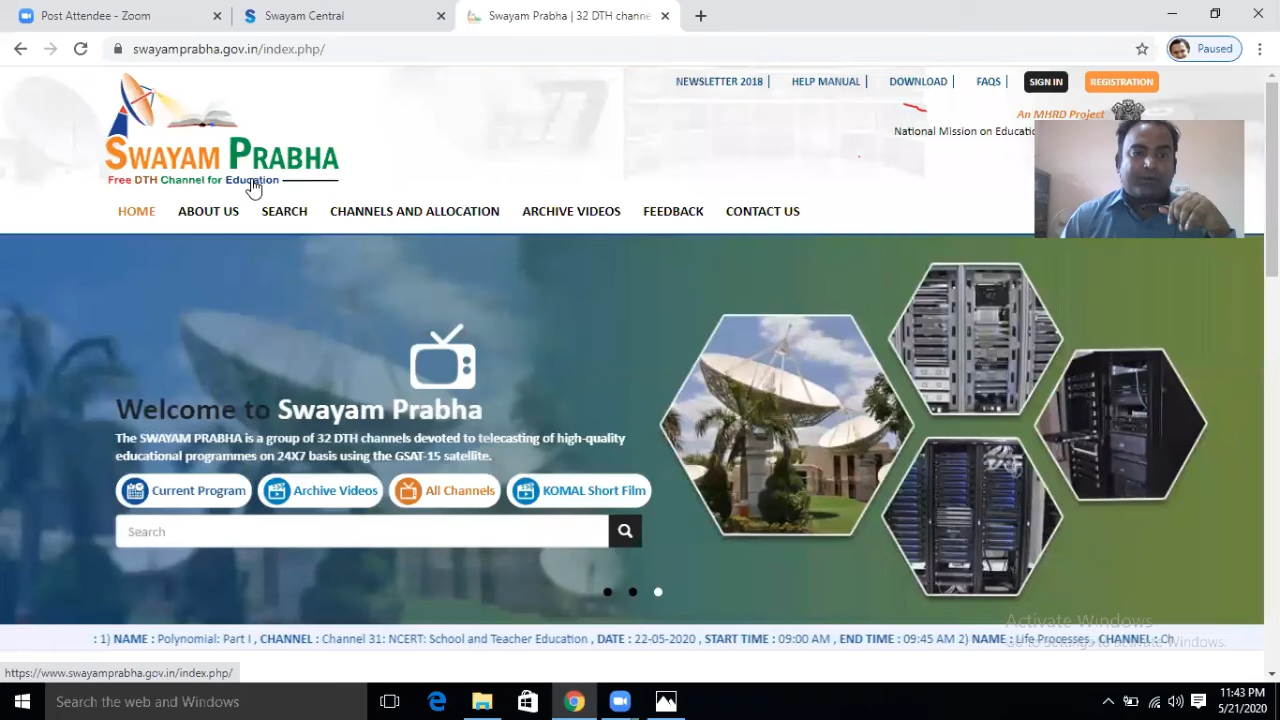 Post Attendee - Zoom
Swayam Central
Swayam Prabha | 32 DTH channe
swayamprabha.gov.in/index.php/
Paused
NEWSLETTER 2018 | HELP MANUAL | DOWNLOAD | FAQS | SIGN IN REGISTRATION
An MHRD Project
National Mission on Educatio
SWAYAM PRABHA
Free DTH Channel for Education
HOME ABOUT US SEARCH CHANNELS AND ALLOCATION ARCHIVE VIDEOS FEEDBACK CONTACT US
Welcome to Swayam Prabha
The SWAYAM PRABHA is a group of 32 DTH channels devoted to telecasting of high-quality
educational programmes on 24X7 basis using the GSAT-15 satellite.
Current Program Archive Videos All Channels KOMAL Short Film
Search
Activate Windows
Go to Settings to activate Windows.
: 1) NAME : Polynomial: Part I , CHANNEL : Channel 31: NCERT: School and Teacher Education , DATE : 22-05-2020 , START TIME : 09:00 AM , END TIME : 09:45 AM 2) NAME : Life Processes , CHANNEL : Ch
https://www.swayamprabha.gov.in/index.php/
Search the web and Windows
11:43 PM
5/21/2020